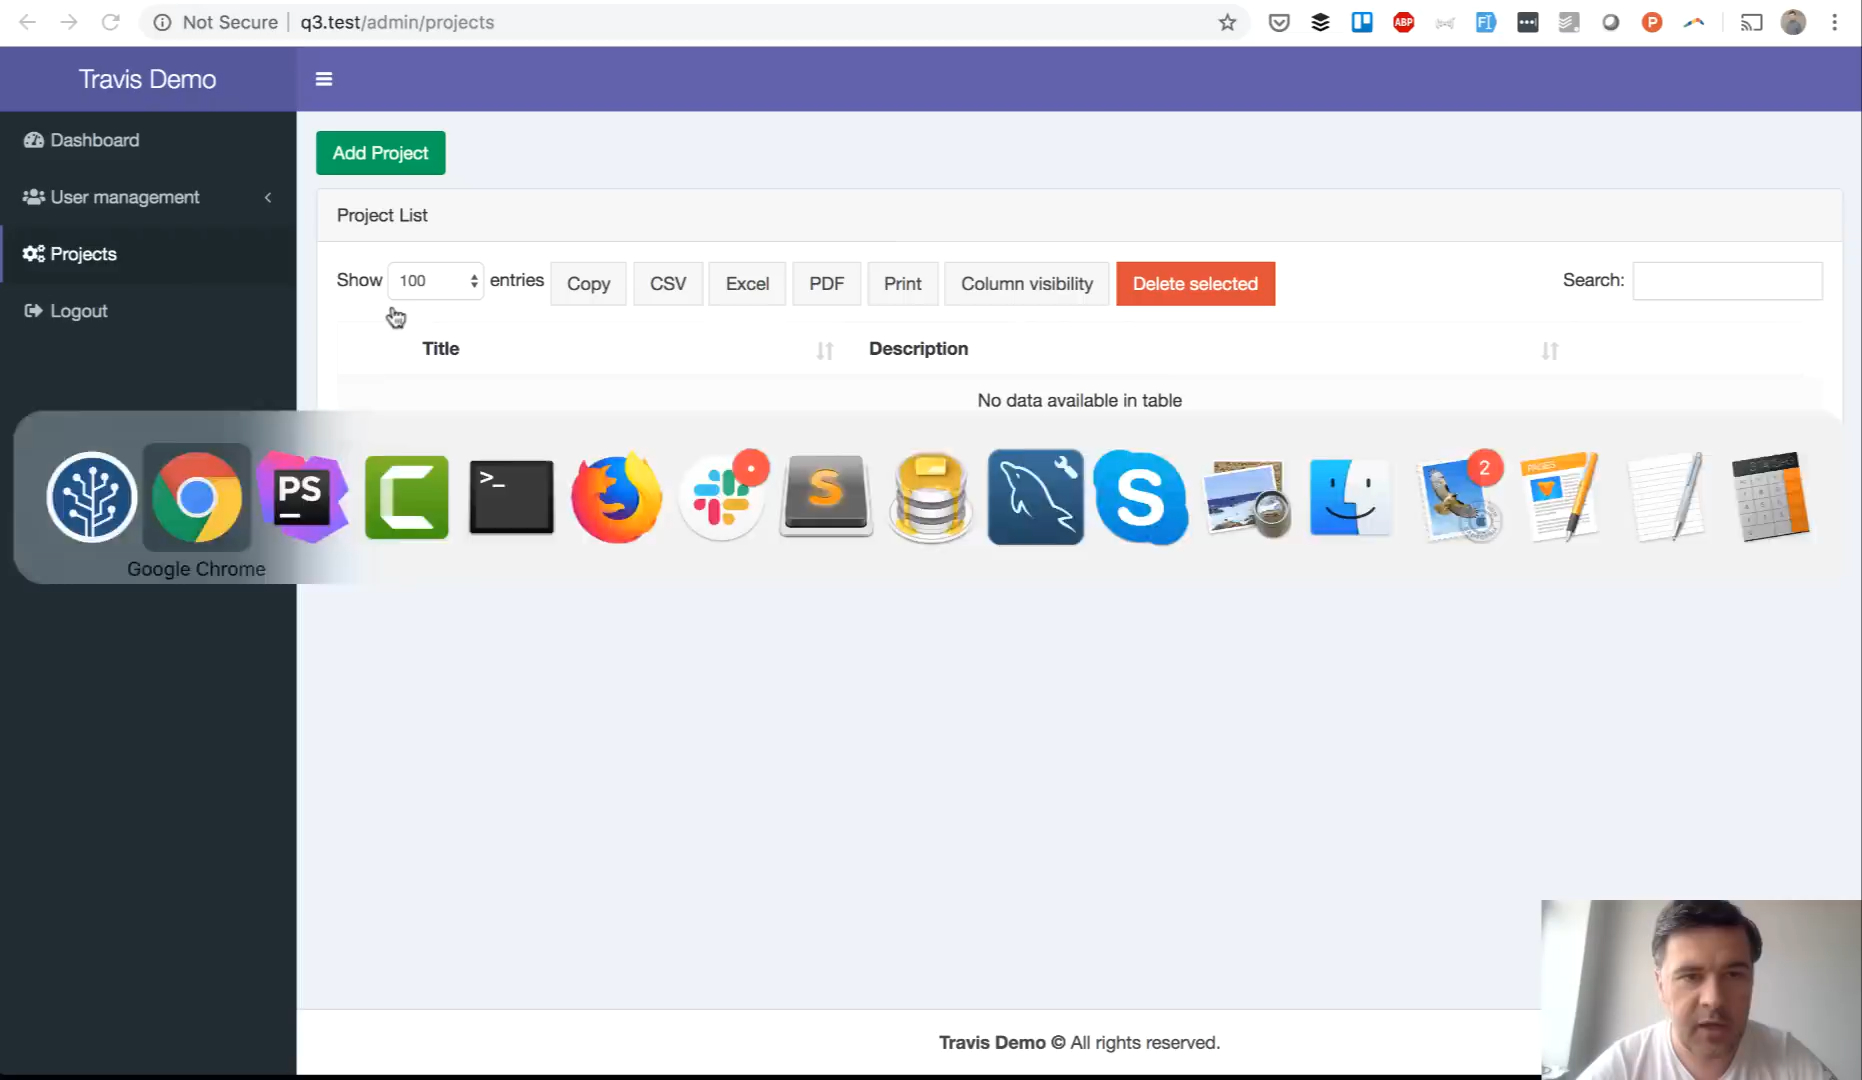 Not Secure q3.test/admin/projects
ABP
P
Travis Demo
Dashboard
User management
Projects
Logout
Add Project
Project List
Show 100 entries Copy CSV Excel PDF Print Column visibility Delete selected Search:
Title Description
No data available in table
PS
>_
S
S
2
PAGES
Google Chrome
Travis Demo © All rights reserved.